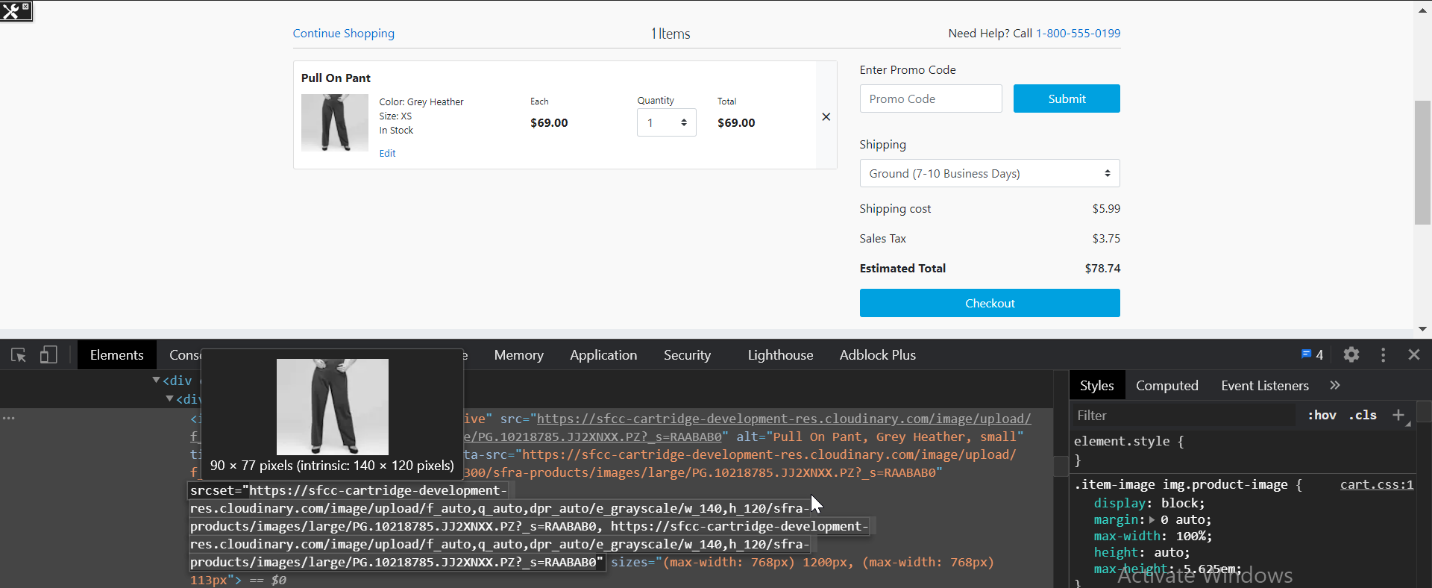 Continue Shopping
1 Items
Need Help? Call 1-800-555-0199
Pull On Pant
Color: Grey Heather
Size: XS
In Stock
Edit
Each
$69.00
Quantity
1
Total
$69.00
×
Enter Promo Code
Promo Code
Submit
Shipping
Ground (7-10 Business Days)
Shipping cost
$5.99
Sales Tax
$3.75
Estimated Total
$78.74
Checkout
Elements
Memory
Application
Security
Lighthouse
Adblock Plus
4
<div
<div
ive" src="https://sfcc-cartridge-development-res.cloudinary.com/image/upload/
e/PG.10218785.JJ2XNXX.PZ?_s=RAABAB0" alt="Pull On Pant, Grey Heather, small"
ta-src="https://sfcc-cartridge-development-res.cloudinary.com/image/upload/
300/sfra-products/images/large/PG.10218785.JJ2XNXX.PZ?_s=RAABAB0"
90 × 77 pixels (intrinsic: 140 × 120 pixels)
srcset="https://sfcc-cartridge-development-
res.cloudinary.com/image/upload/f_auto,q_auto,dpr_auto/e_grayscale/w_140,h_120/sfra-
products/images/large/PG.10218785.JJ2XNXX.PZ?_s=RAABAB0, https://sfcc-cartridge-development-
res.cloudinary.com/image/upload/f_auto,q_auto,dpr_auto/e_grayscale/w_140,h_120/sfra-
products/images/large/PG.10218785.JJ2XNXX.PZ?_s=RAABAB0" sizes="(max-width: 768px) 1200px, (max-width: 768px)
113px"> == $0
Styles
Computed
Event Listeners
»
Filter
:hov .cls +
element.style {
}
.item-image img.product-image {
cart.css:1
display: block;
margin: 0 auto;
max-width: 100%;
height: auto;
max-height: 5.625em;
}
Activate Windows